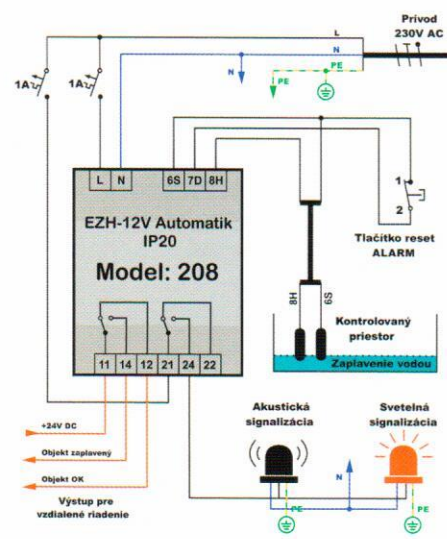 Prívod
230V AC
L
N
PE
N
PE
1A
1A
L N 6S 7D 8H
EZH-12V Automatik
IP20
Model: 208
1
2
Tlačítko reset
ALARM
8H
6S
Kontrolovaný
priestor
Zaplavenie vodou
11 14 12 21 24 22
+24V DC
Objekt zaplavený
Objekt OK
Výstup pre
vzdialené riadenie
Akustická
signalizácia
Svetelná
signalizácia
N
PE
PE